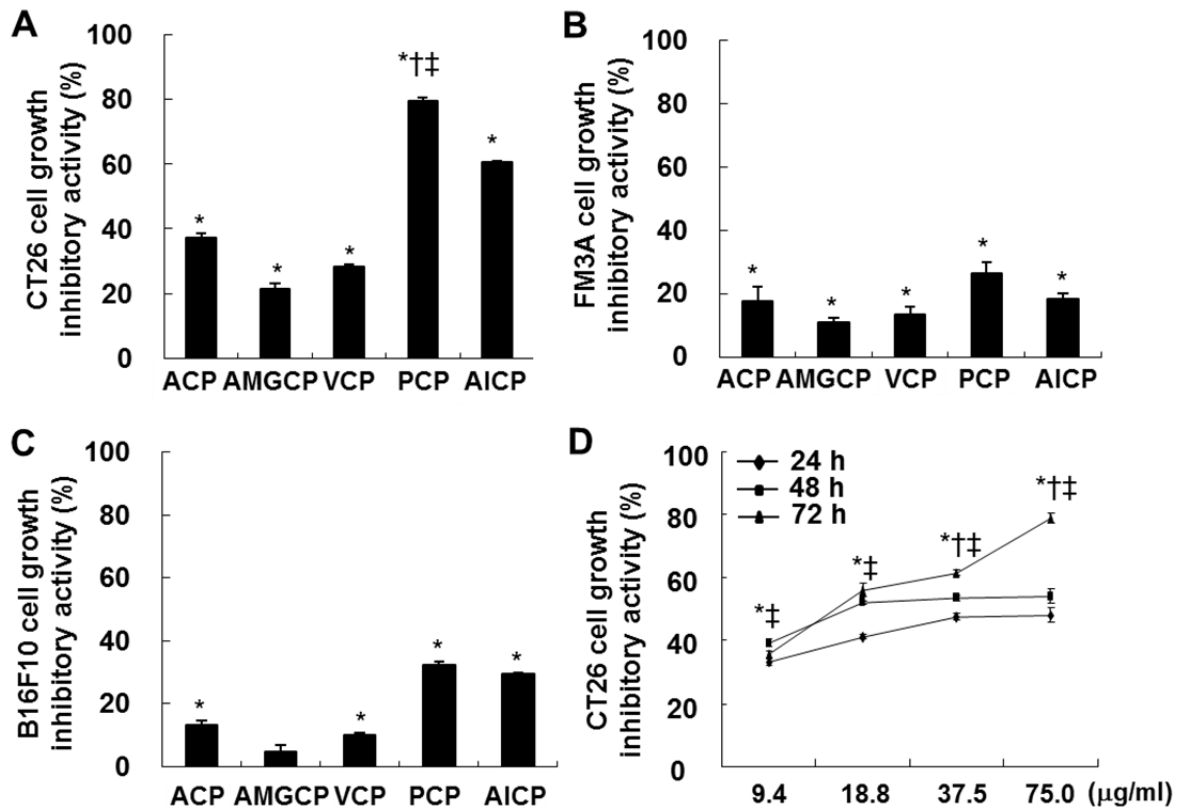 A
CT26 cell growth
inhibitory activity (%)
100
80
60
40
20
0
*
*
*
*†‡
*
ACP AMGCP VCP PCP AICP
B
FM3A cell growth
inhibitory activity (%)
100
80
60
40
20
0
*
*
*
*
*
ACP AMGCP VCP PCP AICP
C
B16F10 cell growth
inhibitory activity (%)
100
80
60
40
20
0
*
*
*
*
ACP AMGCP VCP PCP AICP
D
CT26 cell growth
inhibitory activity (%)
100
80
60
40
20
0
24 h
48 h
72 h
*‡
*‡
*†‡
*†‡
9.4 18.8 37.5 75.0 (μg/ml)